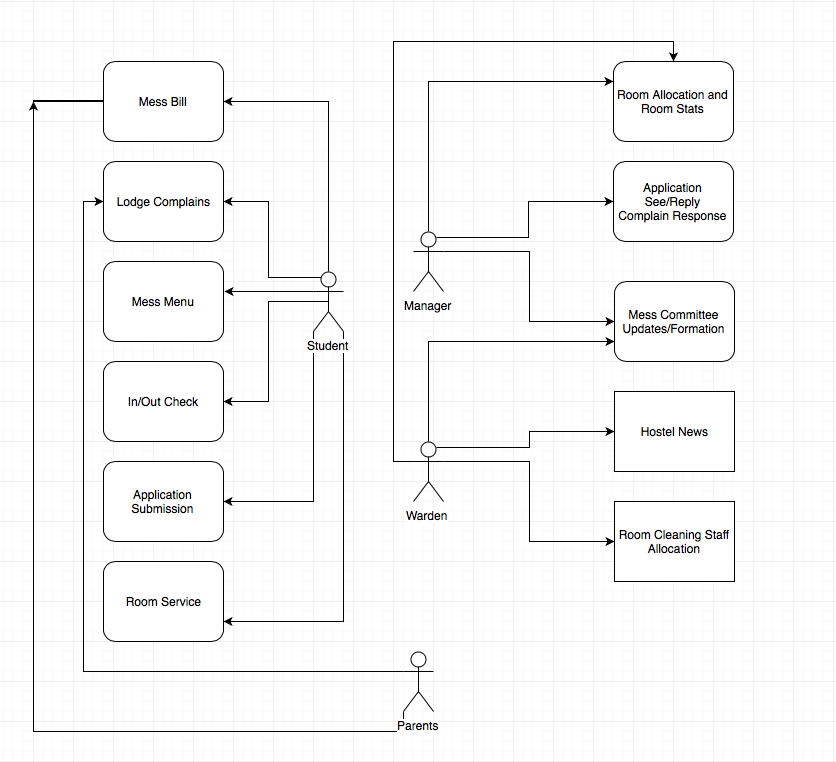 Mess Bill
Lodge Complains
Mess Menu
In/Out Check
Application
Submission
Room Service
Student
Parents
Room Allocation and
Room Stats
Application
See/Reply
Complain Response
Mess Committee
Updates/Formation
Hostel News
Room Cleaning Staff
Allocation
Manager
Warden